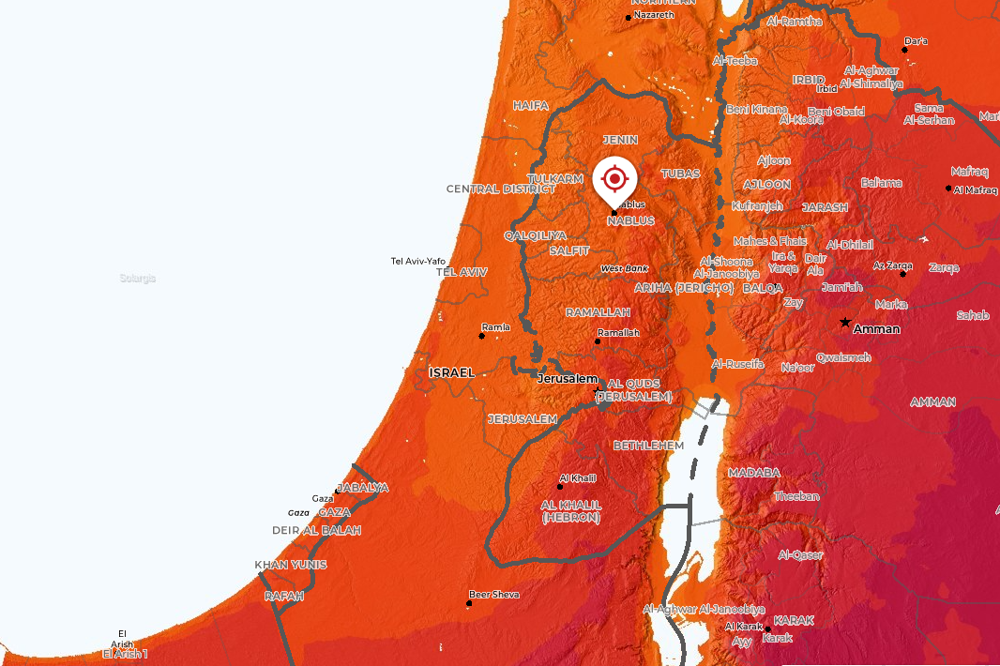 NORTHERN
Nazareth
Al-Ramtha
Dar'a
Al-Teeba
Al-Aghwar
Al-Shimaliya
IRBID
Irbid
HAIFA
Beni Kinana
Al-Koora
Beni Obaid
Sama
Al-Serhan
JENIN
Ajloon
TULKARM
TUBAS
Mafraq
CENTRAL DISTRICT
AJLOON
Bal'ama
Al Mafraq
Kufranjeh
JARASH
NABLUS
QALQILIYA
SALFIT
Mahes & Fhais
Al-Dhilail
Tel Aviv-Yafo
TEL AVIV
West Bank
Al-Shoona
Al-Janoobiya
Ira &
Yarqa
Dair
Ala
Az Zarqa
Zarqa
Solargis
ARIHA (JERICHO)
BALQA
Jami'ah
Zay
Marka
RAMALLAH
Sahab
Ramla
Ramallah
Amman
Al-Ruseifa
Na'oor
Qwaismeh
ISRAEL
Jerusalem
AL QUDS
(JERUSALEM)
AMMAN
JERUSALEM
BETHLEHEM
Al Khalil
MADABA
JABALYA
Gaza
Theeban
Gaza
GAZA
AL KHALIL
(HEBRON)
DEIR AL BALAH
KHAN YUNIS
Al-Qaser
RAFAH
Beer Sheva
Al-Aghwar Al-Janoobiya
Al Karak
KARAK
El
Arish
Ayy
Karak
El Arish 1